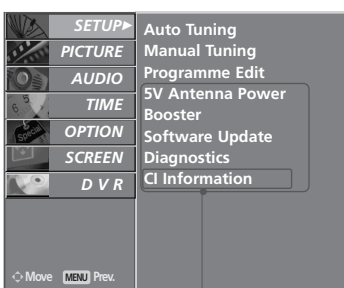 SETUP
PICTURE
AUDIO
TIME
OPTION
SCREEN
D V R
Move MENU Prev.
Auto Tuning
Manual Tuning
Programme Edit
5V Antenna Power
Booster
Software Update
Diagnostics
CI Information